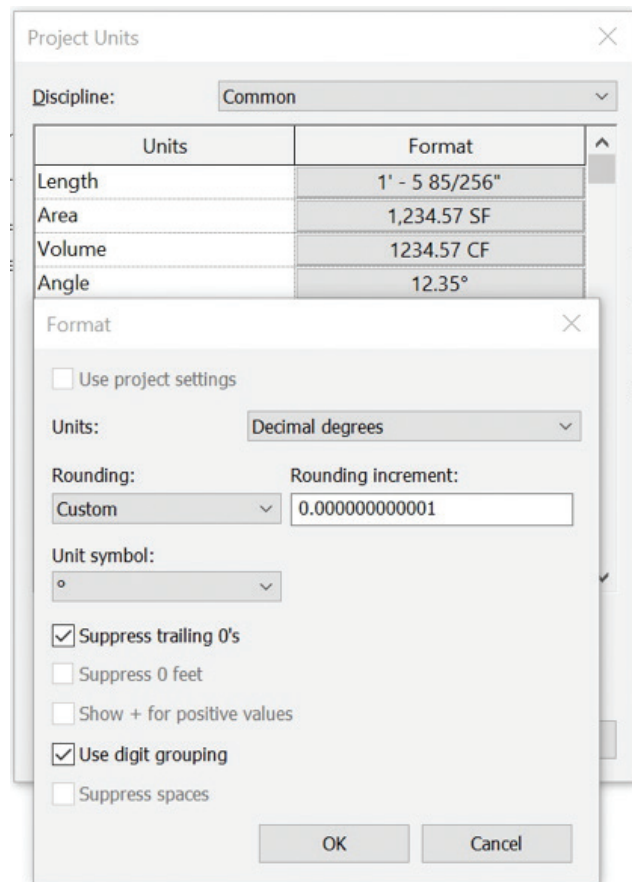 Project Units
Discipline: Common
Units Format
Length 1' - 5 85/256"
Area 1,234.57 SF
Volume 1234.57 CF
Angle 12.35°
Format
Use project settings
Units: Decimal degrees
Rounding: Rounding increment:
Custom 0.000000000001
Unit symbol:
°
Suppress trailing 0's
Suppress 0 feet
Show + for positive values
Use digit grouping
Suppress spaces
OK Cancel